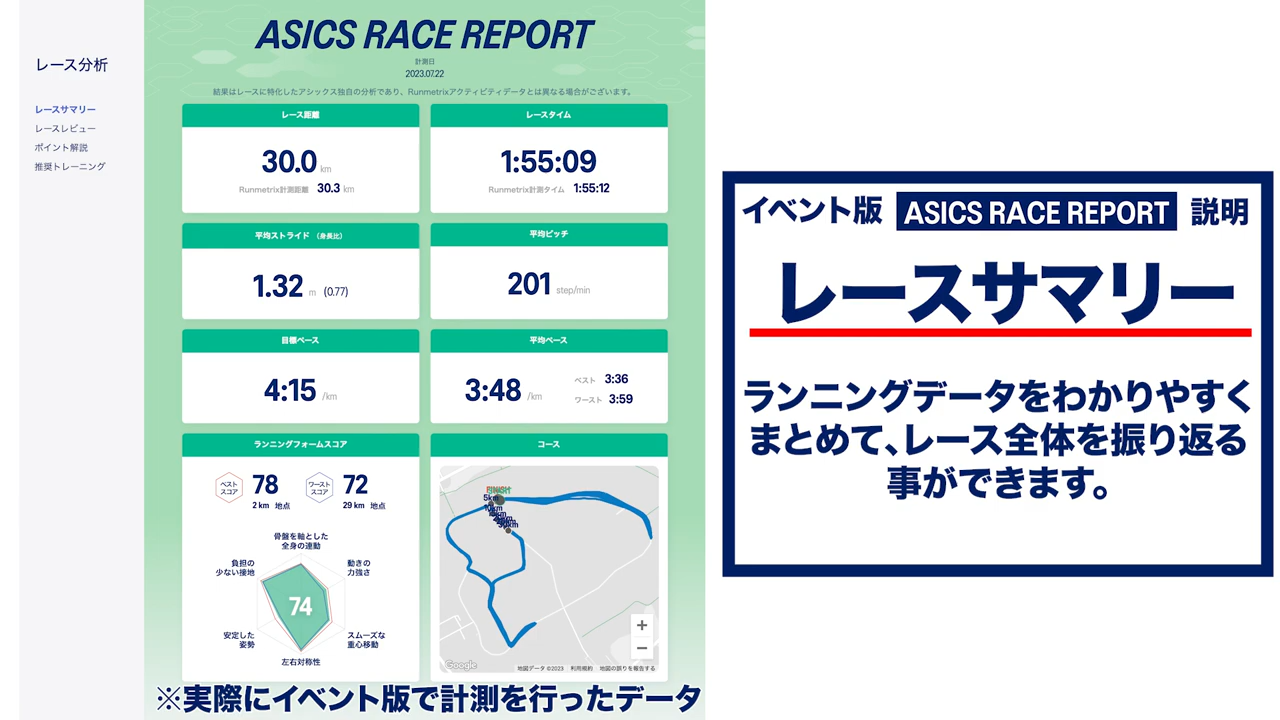 レース分析
レースサマリー
レースレビュー
ポイント解説
推奨トレーニング
ASICS RACE REPORT
計測日
2023.07.22
結果はレースに特化したアシックス独自の分析であり、Runmetrixアクティビティデータとは異なる場合がございます。
レース距離
30.0 km
Runmetrix計測距離 30.3 km
レースタイム
1:55:09
Runmetrix計測タイム 1:55:12
平均ストライド (身長比)
1.32 m (0.77)
平均ピッチ
201 step/min
目標ペース
4:15 /km
平均ペース
3:48 /km
ベスト 3:36
ワースト 3:59
ランニングフォームスコア
ベスト
スコア
78
2 km 地点
ワースト
スコア
72
29 km 地点
骨盤を軸とした
全身の連動
負担の
少ない接地
動きの
力強さ
74
安定した
姿勢
スムーズな
重心移動
左右対称性
コース
FINISH
5km
Google
地図データ ©2023 利用規約 地図の誤りを報告する
※実際にイベント版で計測を行ったデータ
イベント版 ASICS RACE REPORT 説明
レースサマリー
ランニングデータをわかりやすく
まとめて、レース全体を振り返る
事ができます。